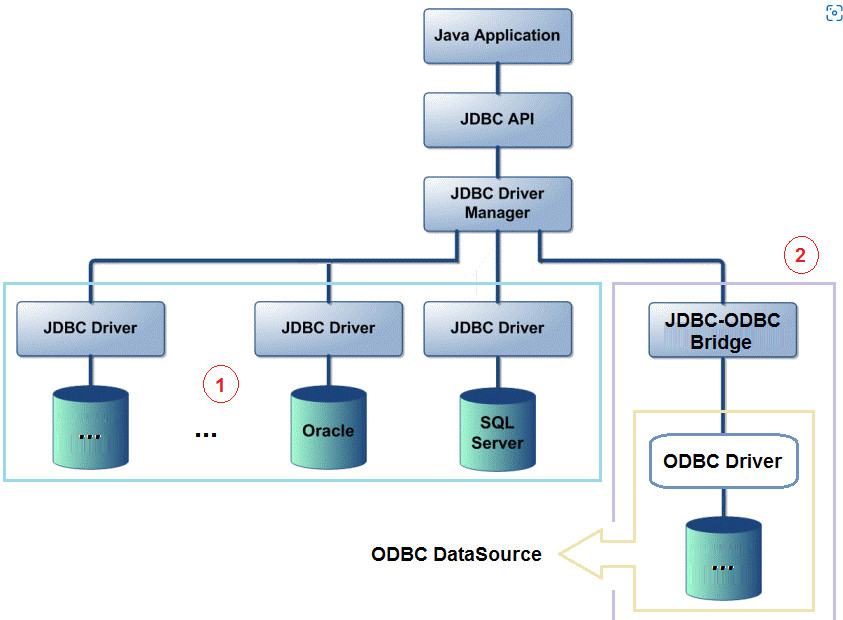 Java Application
JDBC API
JDBC Driver
Manager
2
JDBC Driver
JDBC Driver
JDBC Driver
JDBC-ODBC
Bridge
1
...
...
Oracle
SQL
Server
ODBC Driver
ODBC DataSource
...